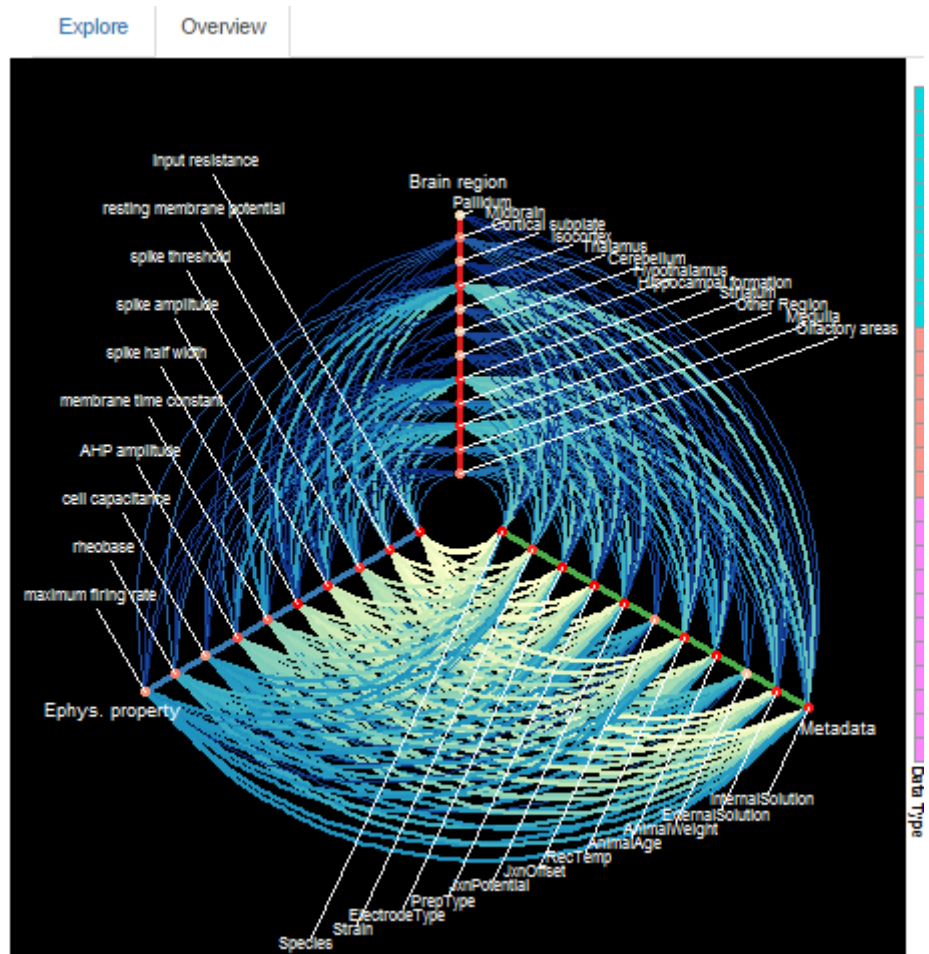 Explore
Overview
Input resistance
Brain region
Pallidum
resting membrane potential
Midbrain
Cortical subplate
Isocortex
Thalamus
spike threshold
Cerebellum
Hypothalamus
Hippocampal formation
Striatum
spike amplitude
Other Region
Medulla
Olfactory areas
spike half width
membrane time constant
AHP amplitude
cell capacitance
rheobase
maximum firing rate
Ephys. property
Metadata
Data Type
InternalSolution
ExternalSolution
AnimalWeight
AnimalAge
RecTemp
JxnOffset
JxnPotential
PrepType
ElectrodeType
Strain
Species